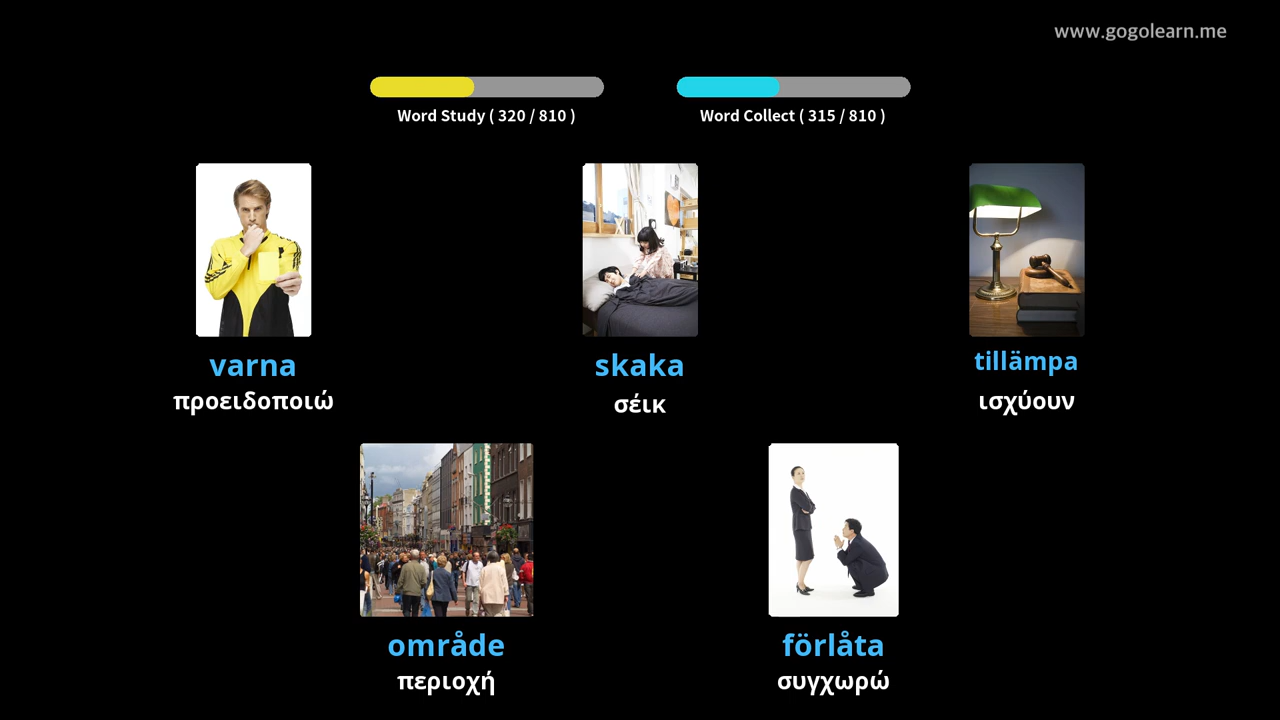 www.gogolearn.me
Word Study ( 320 / 810 )
Word Collect ( 315 / 810 )
varna
προειδοποιώ
skaka
σέικ
tillämpa
ισχύουν
område
περιοχή
förlåta
συγχωρώ